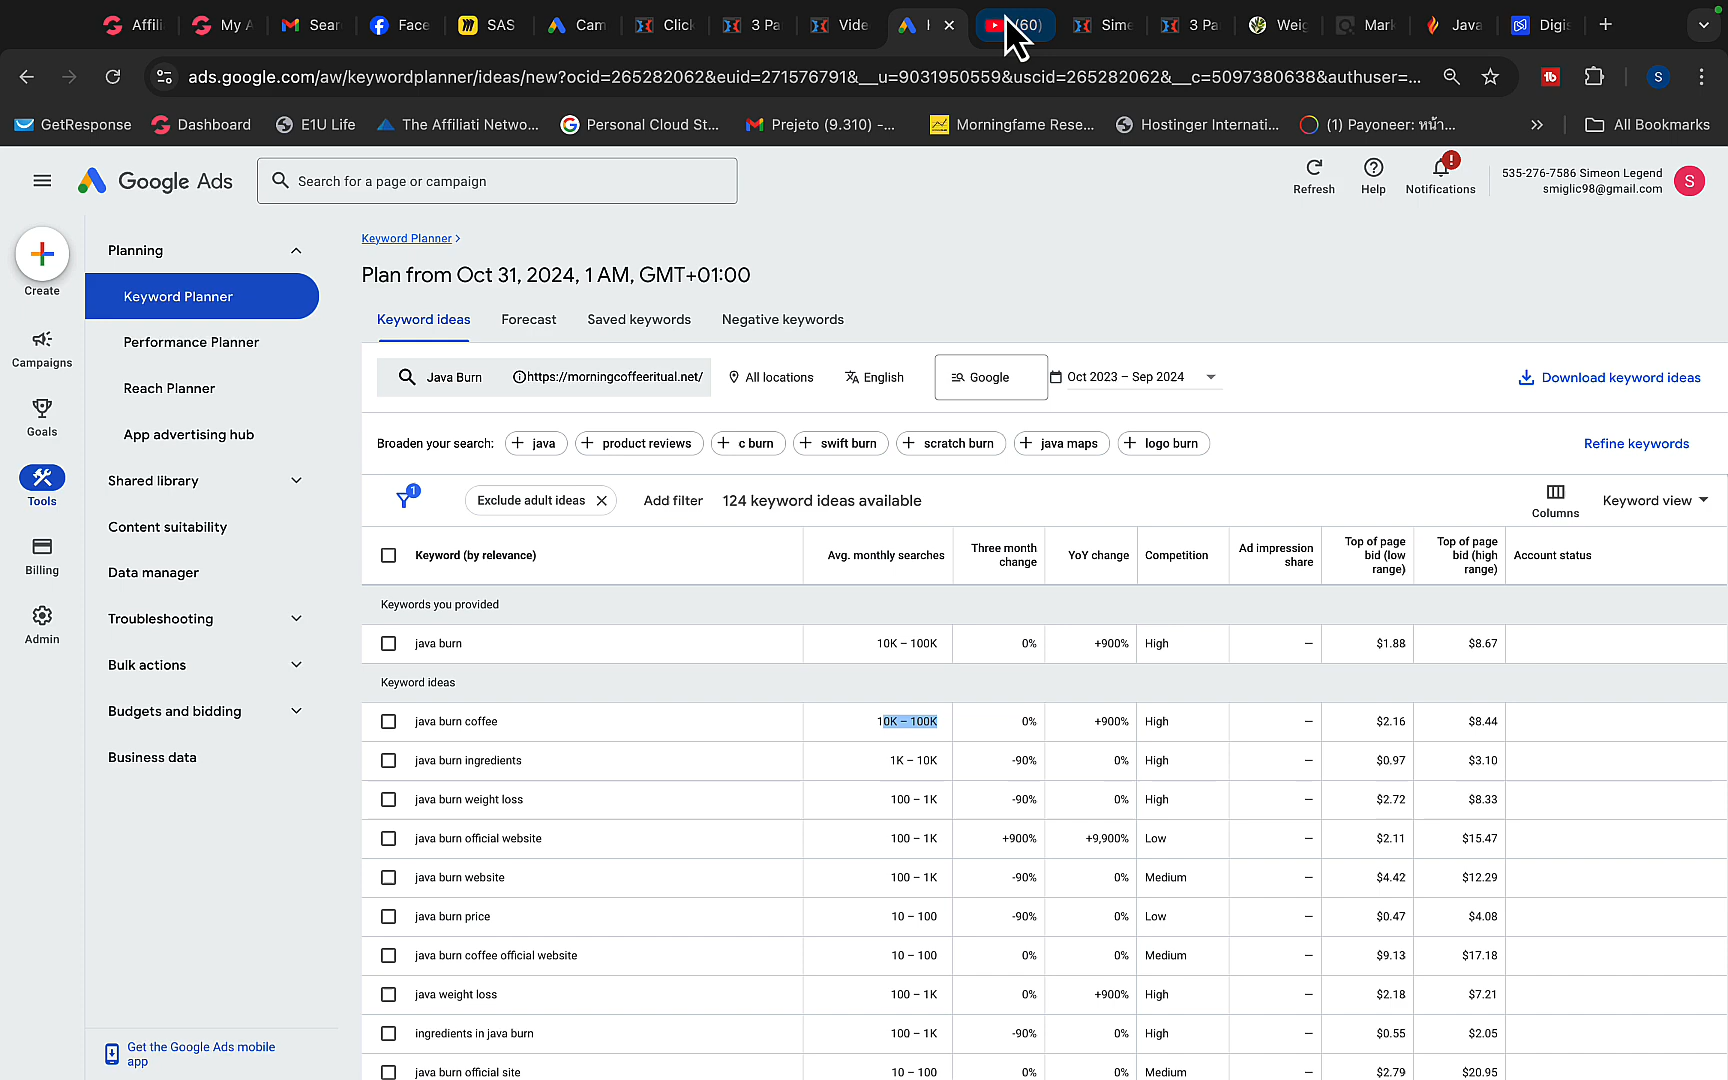 Affili
My A
Sear
Face
SAS
Cam
Click
3 Pa
Vide
(60)
Sime
3 Pa
Weig
Mark
Java
Digis
ads.google.com/aw/keywordplanner/ideas/new?ocid=265282062&euid=271576791&__u=9031950559&uscid=265282062&__c=5097380638&authuser=...
GetResponse
Dashboard
E1U Life
The Affiliati Netwo...
Personal Cloud St...
Prejeto (9.310) -...
Morningfame Rese...
Hostinger Internati...
(1) Payoneer: หน้า...
All Bookmarks
Google Ads
Search for a page or campaign
Refresh
Help
Notifications
535-276-7586 Simeon Legend
smiglic98@gmail.com
S
Create
Campaigns
Goals
Tools
Billing
Admin
Planning
Keyword Planner
Performance Planner
Reach Planner
App advertising hub
Shared library
Content suitability
Data manager
Troubleshooting
Bulk actions
Budgets and bidding
Business data
Get the Google Ads mobile
app
Keyword Planner
Plan from Oct 31, 2024, 1 AM, GMT+01:00
Keyword ideas Forecast Saved keywords Negative keywords
Java Burn https://morningcoffeeritual.net/ All locations English Google Oct 2023 – Sep 2024 Download keyword ideas
Broaden your search: java product reviews c burn swift burn scratch burn java maps logo burn Refine keywords
1 Exclude adult ideas Add filter 124 keyword ideas available Columns Keyword view
Keyword (by relevance) Avg. monthly searches Three month change YoY change Competition Ad impression share Top of page bid (low range) Top of page bid (high range) Account status
Keywords you provided
java burn 10K – 100K 0% +900% High — $1.88 $8.67
Keyword ideas
java burn coffee 10K – 100K 0% +900% High — $2.16 $8.44
java burn ingredients 1K – 10K -90% 0% High — $0.97 $3.10
java burn weight loss 100 – 1K -90% 0% High — $2.72 $8.33
java burn official website 100 – 1K +900% +9,900% Low — $2.11 $15.47
java burn website 100 – 1K -90% 0% Medium — $4.42 $12.29
java burn price 10 – 100 -90% 0% Low — $0.47 $4.08
java burn coffee official website 10 – 100 0% 0% Medium — $9.13 $17.18
java weight loss 100 – 1K 0% +900% High — $2.18 $7.21
ingredients in java burn 100 – 1K -90% 0% High — $0.55 $2.05
java burn official site 10 – 100 0% 0% Medium — $2.79 $20.95